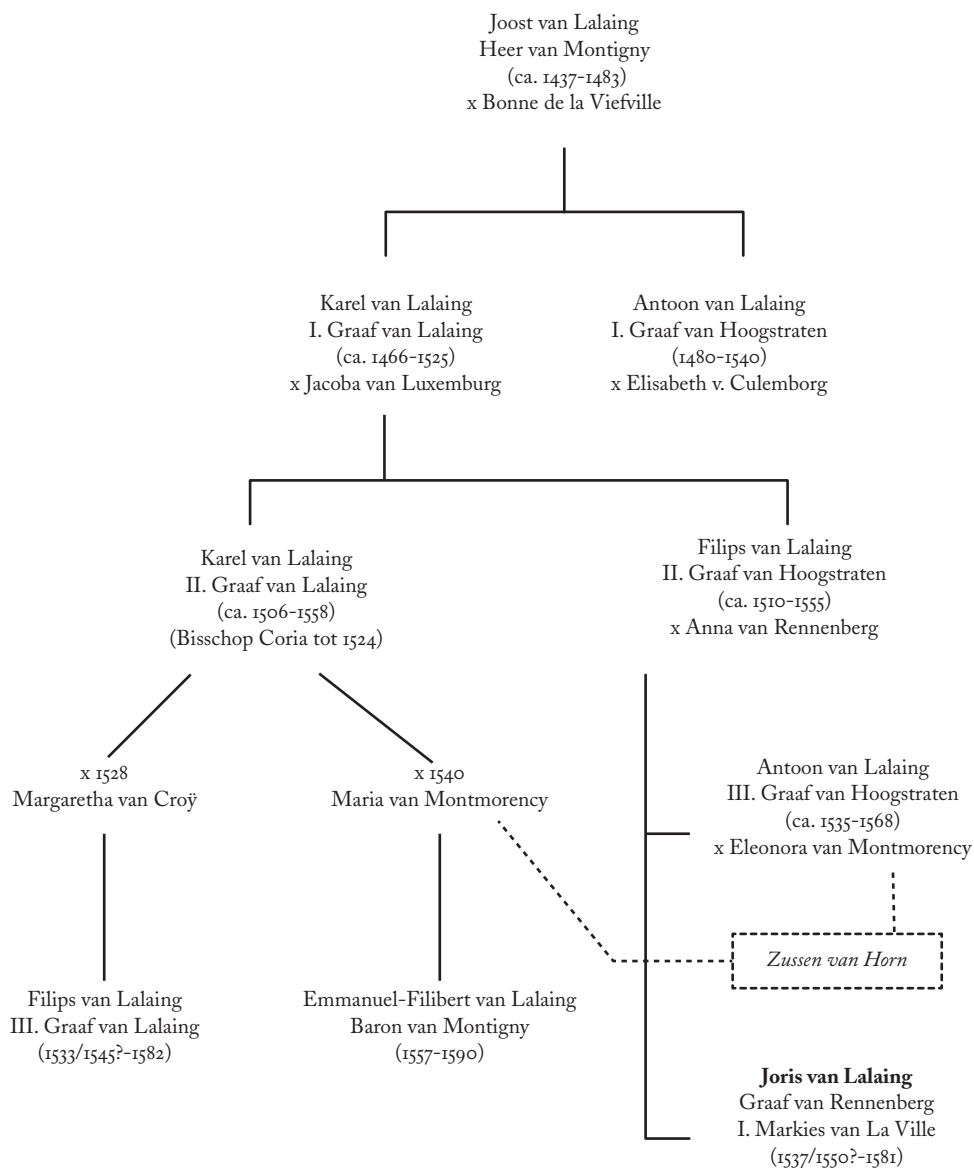 Joost van Lalaing
Heer van Montigny
(ca. 1437-1483)
x Bonne de la Viefville
Karel van Lalaing
I. Graaf van Lalaing
(ca. 1466-1525)
x Jacoba van Luxemburg
Antoon van Lalaing
I. Graaf van Hoogstraten
(1480-1540)
x Elisabeth v. Culemborg
Karel van Lalaing
II. Graaf van Lalaing
(ca. 1506-1558)
(Bisschop Coria tot 1524)
Filips van Lalaing
II. Graaf van Hoogstraten
(ca. 1510-1555)
x Anna van Rennenberg
x 1528
Margaretha van Croÿ
x 1540
Maria van Montmorency
Antoon van Lalaing
III. Graaf van Hoogstraten
(ca. 1535-1568)
x Eleonora van Montmorency
Zussen van Horn
Filips van Lalaing
III. Graaf van Lalaing
(1533/1545?-1582)
Emmanuel-Filibert van Lalaing
Baron van Montigny
(1557-1590)
Joris van Lalaing
Graaf van Rennenberg
I. Markies van La Ville
(1537/1550?-1581)